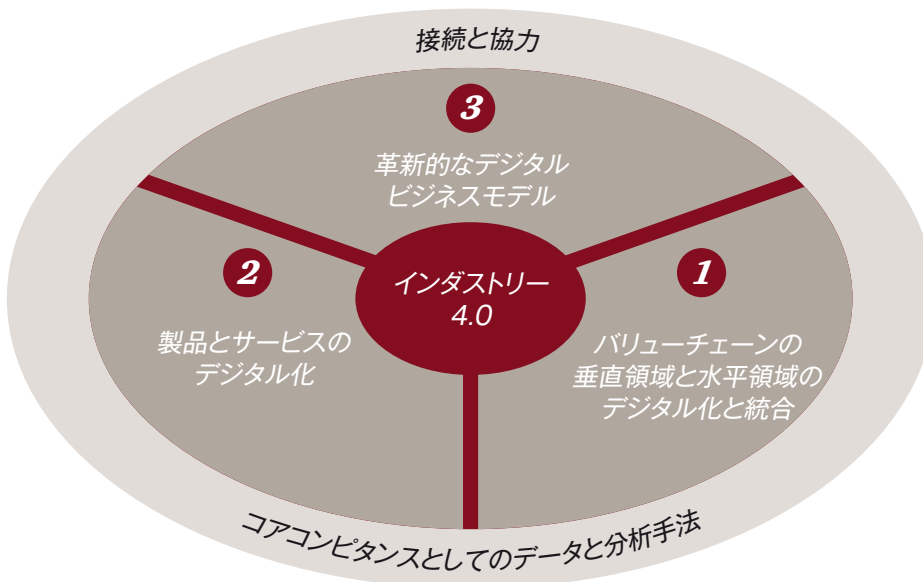 接続と協力
3
革新的なデジタル
ビジネスモデル
2
製品とサービスの
デジタル化
インダストリー
4.0
1
バリューチェーンの
垂直領域と水平領域の
デジタル化と統合
コアコンピタンスとしてのデータと分析手法